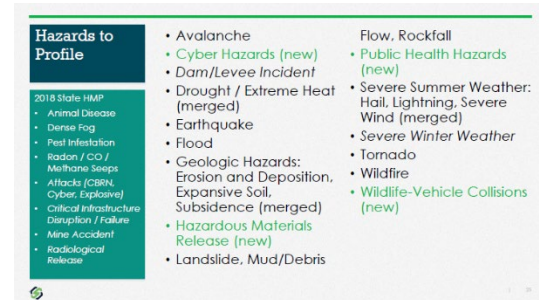 Hazards to
Profile
2018 State HMP
• Animal Disease
• Dense Fog
• Pest Infestation
• Radon / CO /
Methane Seeps
• Attacks (CBRN,
Cyber, Explosive)
• Critical Infrastructure
Disruption / Failure
• Mine Accident
• Radiological
Release
• Avalanche
• Cyber Hazards (new)
• Dam/Levee Incident
• Drought / Extreme Heat
(merged)
• Earthquake
• Flood
• Geologic Hazards:
Erosion and Deposition,
Expansive Soil,
Subsidence (merged)
• Hazardous Materials
Release (new)
• Landslide, Mud/Debris
Flow, Rockfall
• Public Health Hazards
(new)
• Severe Summer Weather:
Hail, Lightning, Severe
Wind (merged)
• Severe Winter Weather
• Tornado
• Wildfire
• Wildlife-Vehicle Collisions
(new)